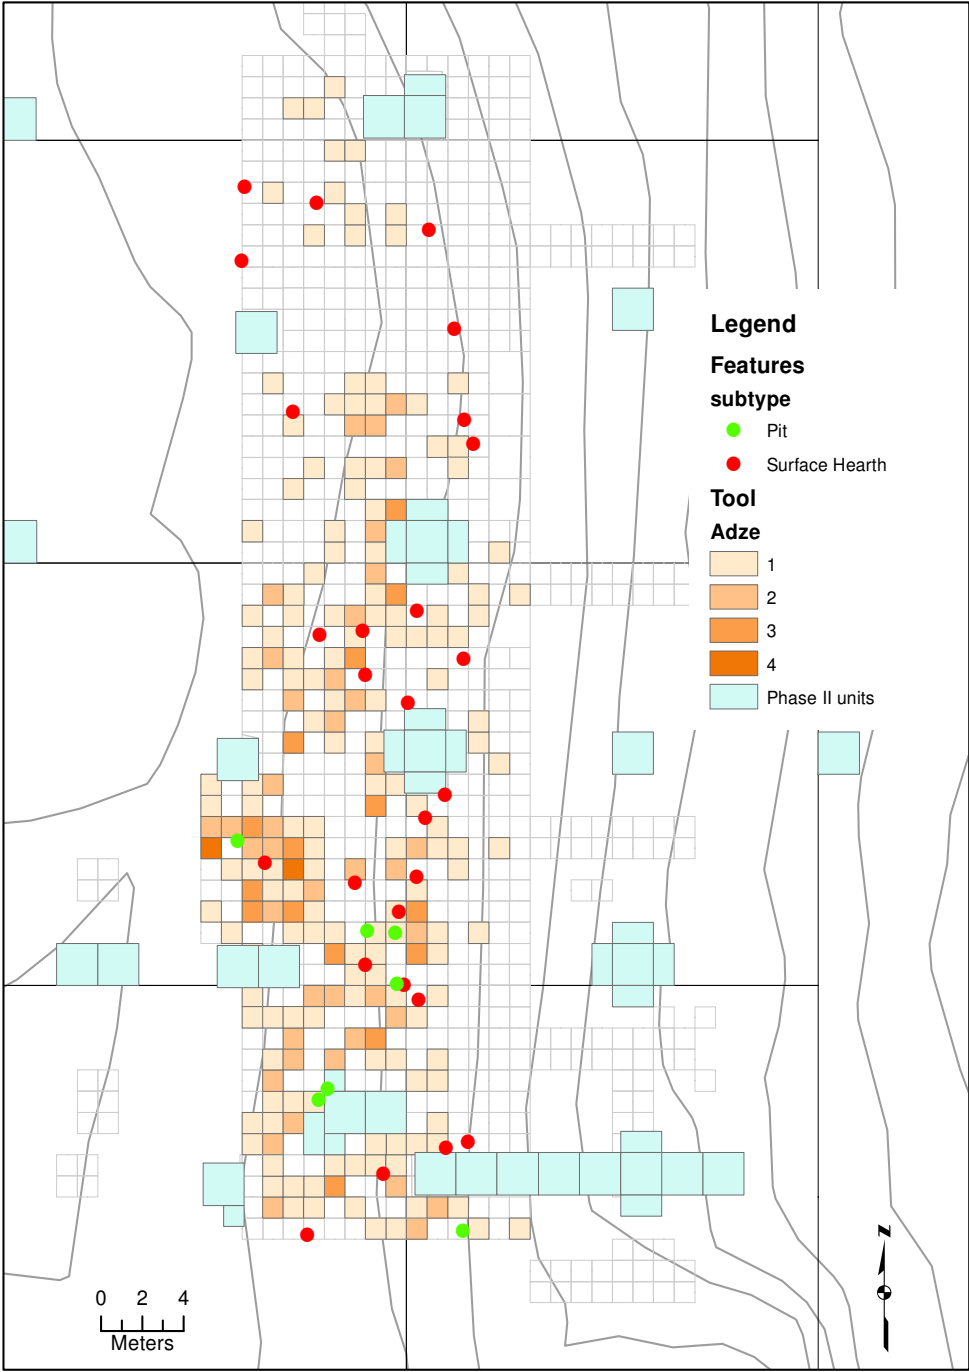 Legend
Features
subtype
Pit
Surface Hearth
Tool
Adze
1
2
3
4
Phase II units
0 2 4
Meters
N